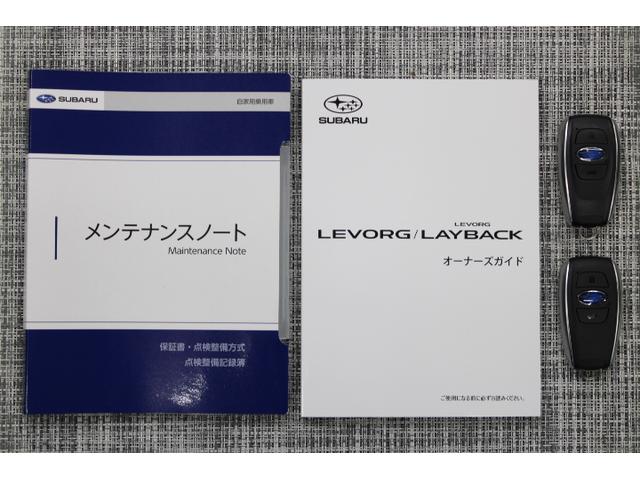 SUBARU
自家用乗用車
メンテナンスノート
Maintenance Note
保証書・点検整備方式
点検整備記録簿
SUBARU
LEVORG
LEVORG/LAYBACK
オーナーズガイド
ご使用になる前に必ずお読みください。